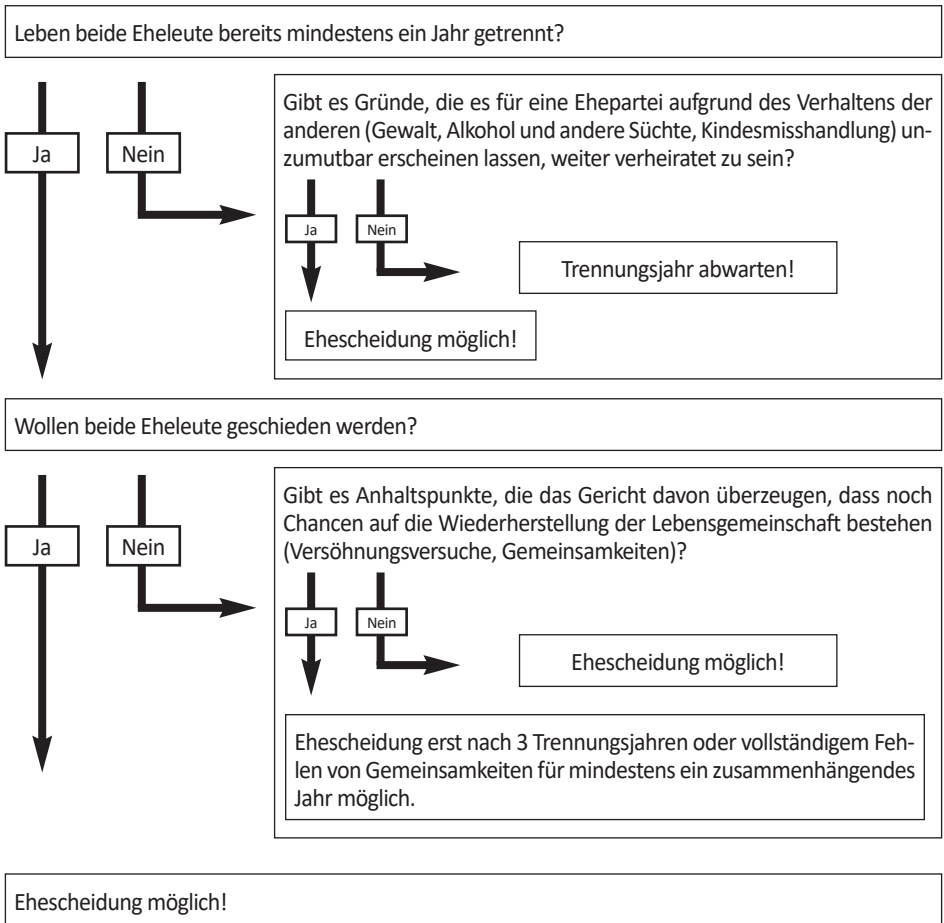 Leben beide Eheleute bereits mindestens ein Jahr getrennt?
Ja
Nein
Gibt es Gründe, die es für eine Ehepartei aufgrund des Verhaltens der
anderen (Gewalt, Alkohol und andere Süchte, Kindesmisshandlung) un-
zumutbar erscheinen lassen, weiter verheiratet zu sein?
Ja
Nein
Trennungsjahr abwarten!
Ehescheidung möglich!
Wollen beide Eheleute geschieden werden?
Ja
Nein
Gibt es Anhaltspunkte, die das Gericht davon überzeugen, dass noch
Chancen auf die Wiederherstellung der Lebensgemeinschaft bestehen
(Versöhnungsversuche, Gemeinsamkeiten)?
Ja
Nein
Ehescheidung möglich!
Ehescheidung erst nach 3 Trennungsjahren oder vollständigem Feh-
len von Gemeinsamkeiten für mindestens ein zusammenhängendes
Jahr möglich.
Ehescheidung möglich!